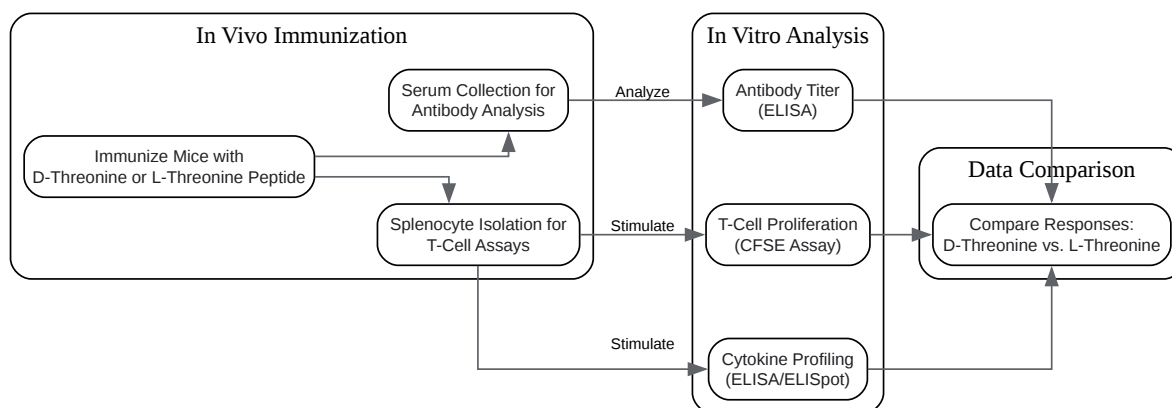 In Vivo Immunization
Immunize Mice with
D-Threonine or L-Threonine Peptide
Serum Collection for
Antibody Analysis
Splenocyte Isolation for
T-Cell Assays
Analyze
Stimulate
Stimulate
In Vitro Analysis
Antibody Titer
(ELISA)
T-Cell Proliferation
(CFSE Assay)
Cytokine Profiling
(ELISA/ELISpot)
Data Comparison
Compare Responses:
D-Threonine vs. L-Threonine